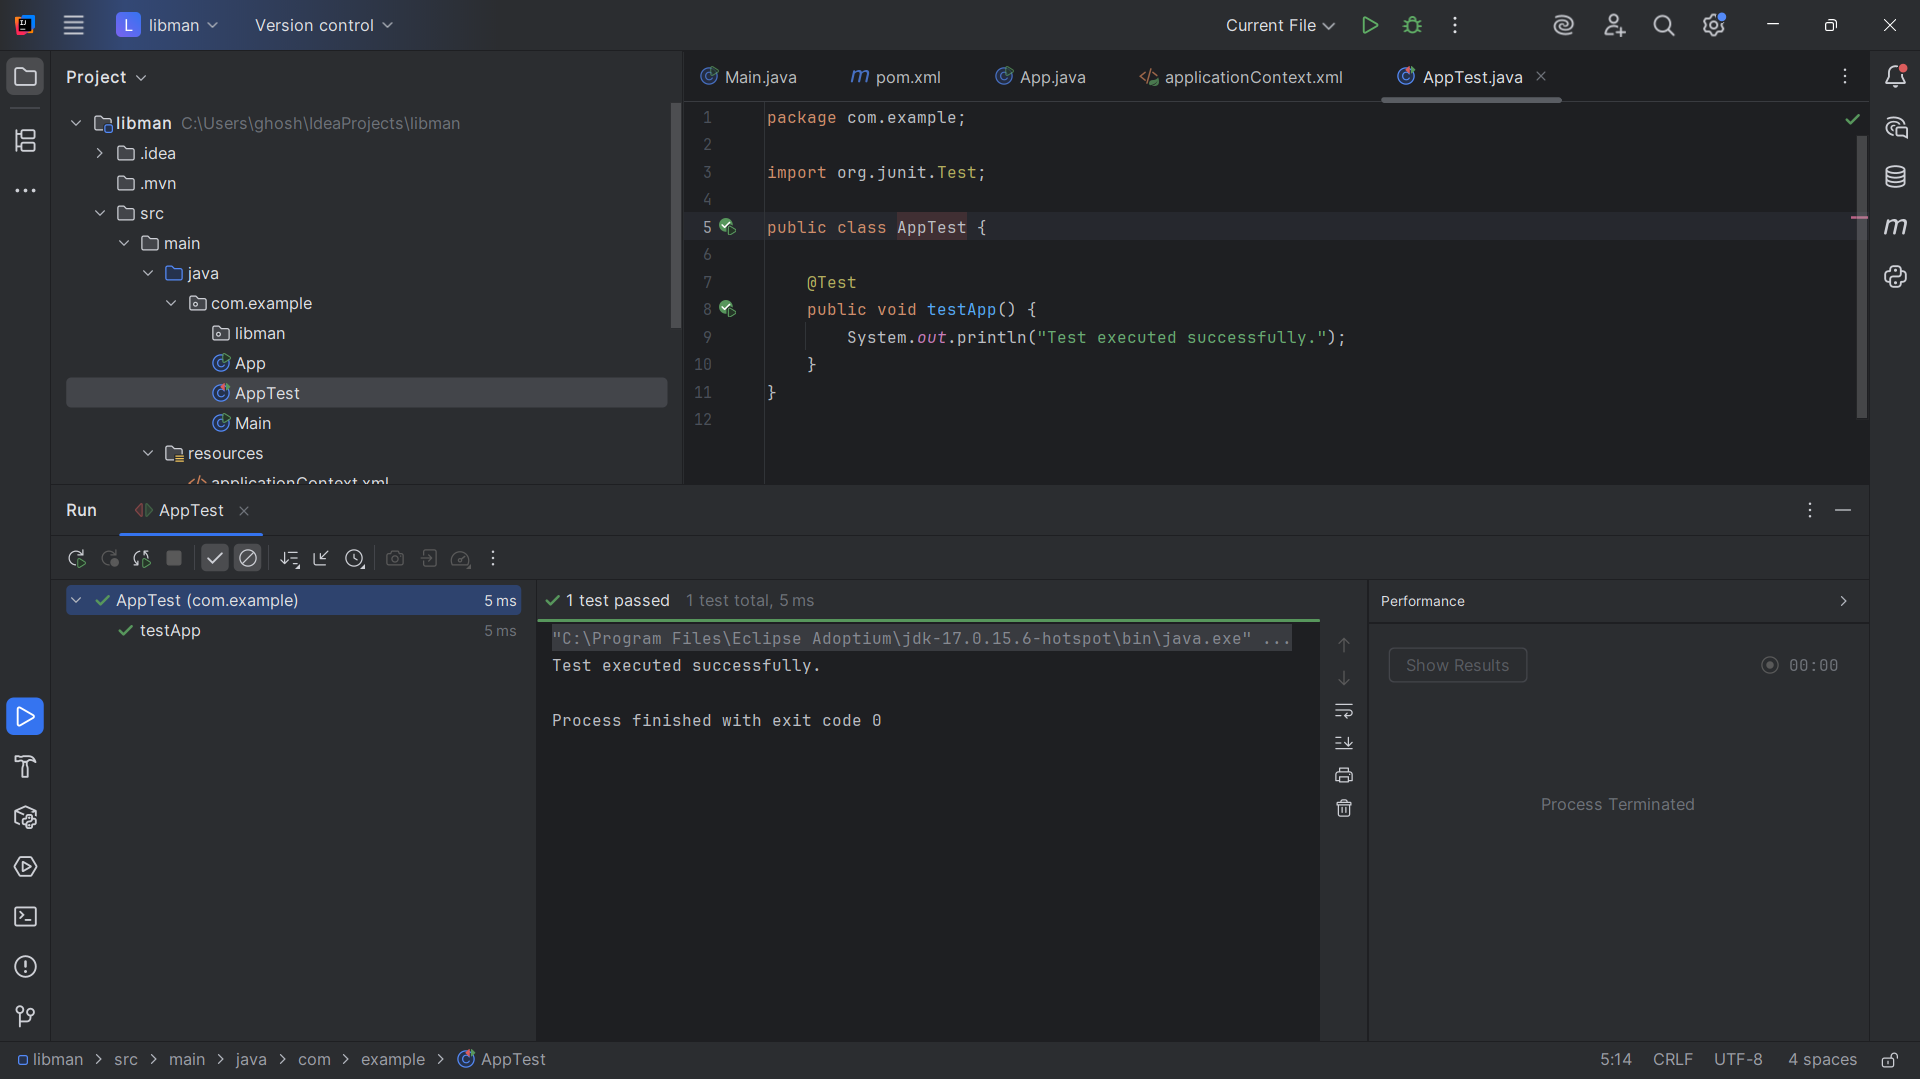 L libman Version control Current File
Project
libman C:\Users\ghosh\IdeaProjects\libman
.idea
.mvn
src
main
java
com.example
libman
App
AppTest
Main
resources
applicationContext.xml
Main.java m pom.xml App.java applicationContext.xml AppTest.java
1 package com.example;
2
3 import org.junit.Test;
4
5 public class AppTest {
6
7 @Test
8 public void testApp() {
9 System.out.println("Test executed successfully.");
10 }
11 }
12
Run AppTest
AppTest (com.example) 5 ms
testApp 5 ms
1 test passed 1 test total, 5 ms
"C:\Program Files\Eclipse Adoptium\jdk-17.0.15.6-hotspot\bin\java.exe" ...
Test executed successfully.
Process finished with exit code 0
Performance
Show Results 00:00
Process Terminated
m
libman > src > main > java > com > example > AppTest
5:14 CRLF UTF-8 4 spaces